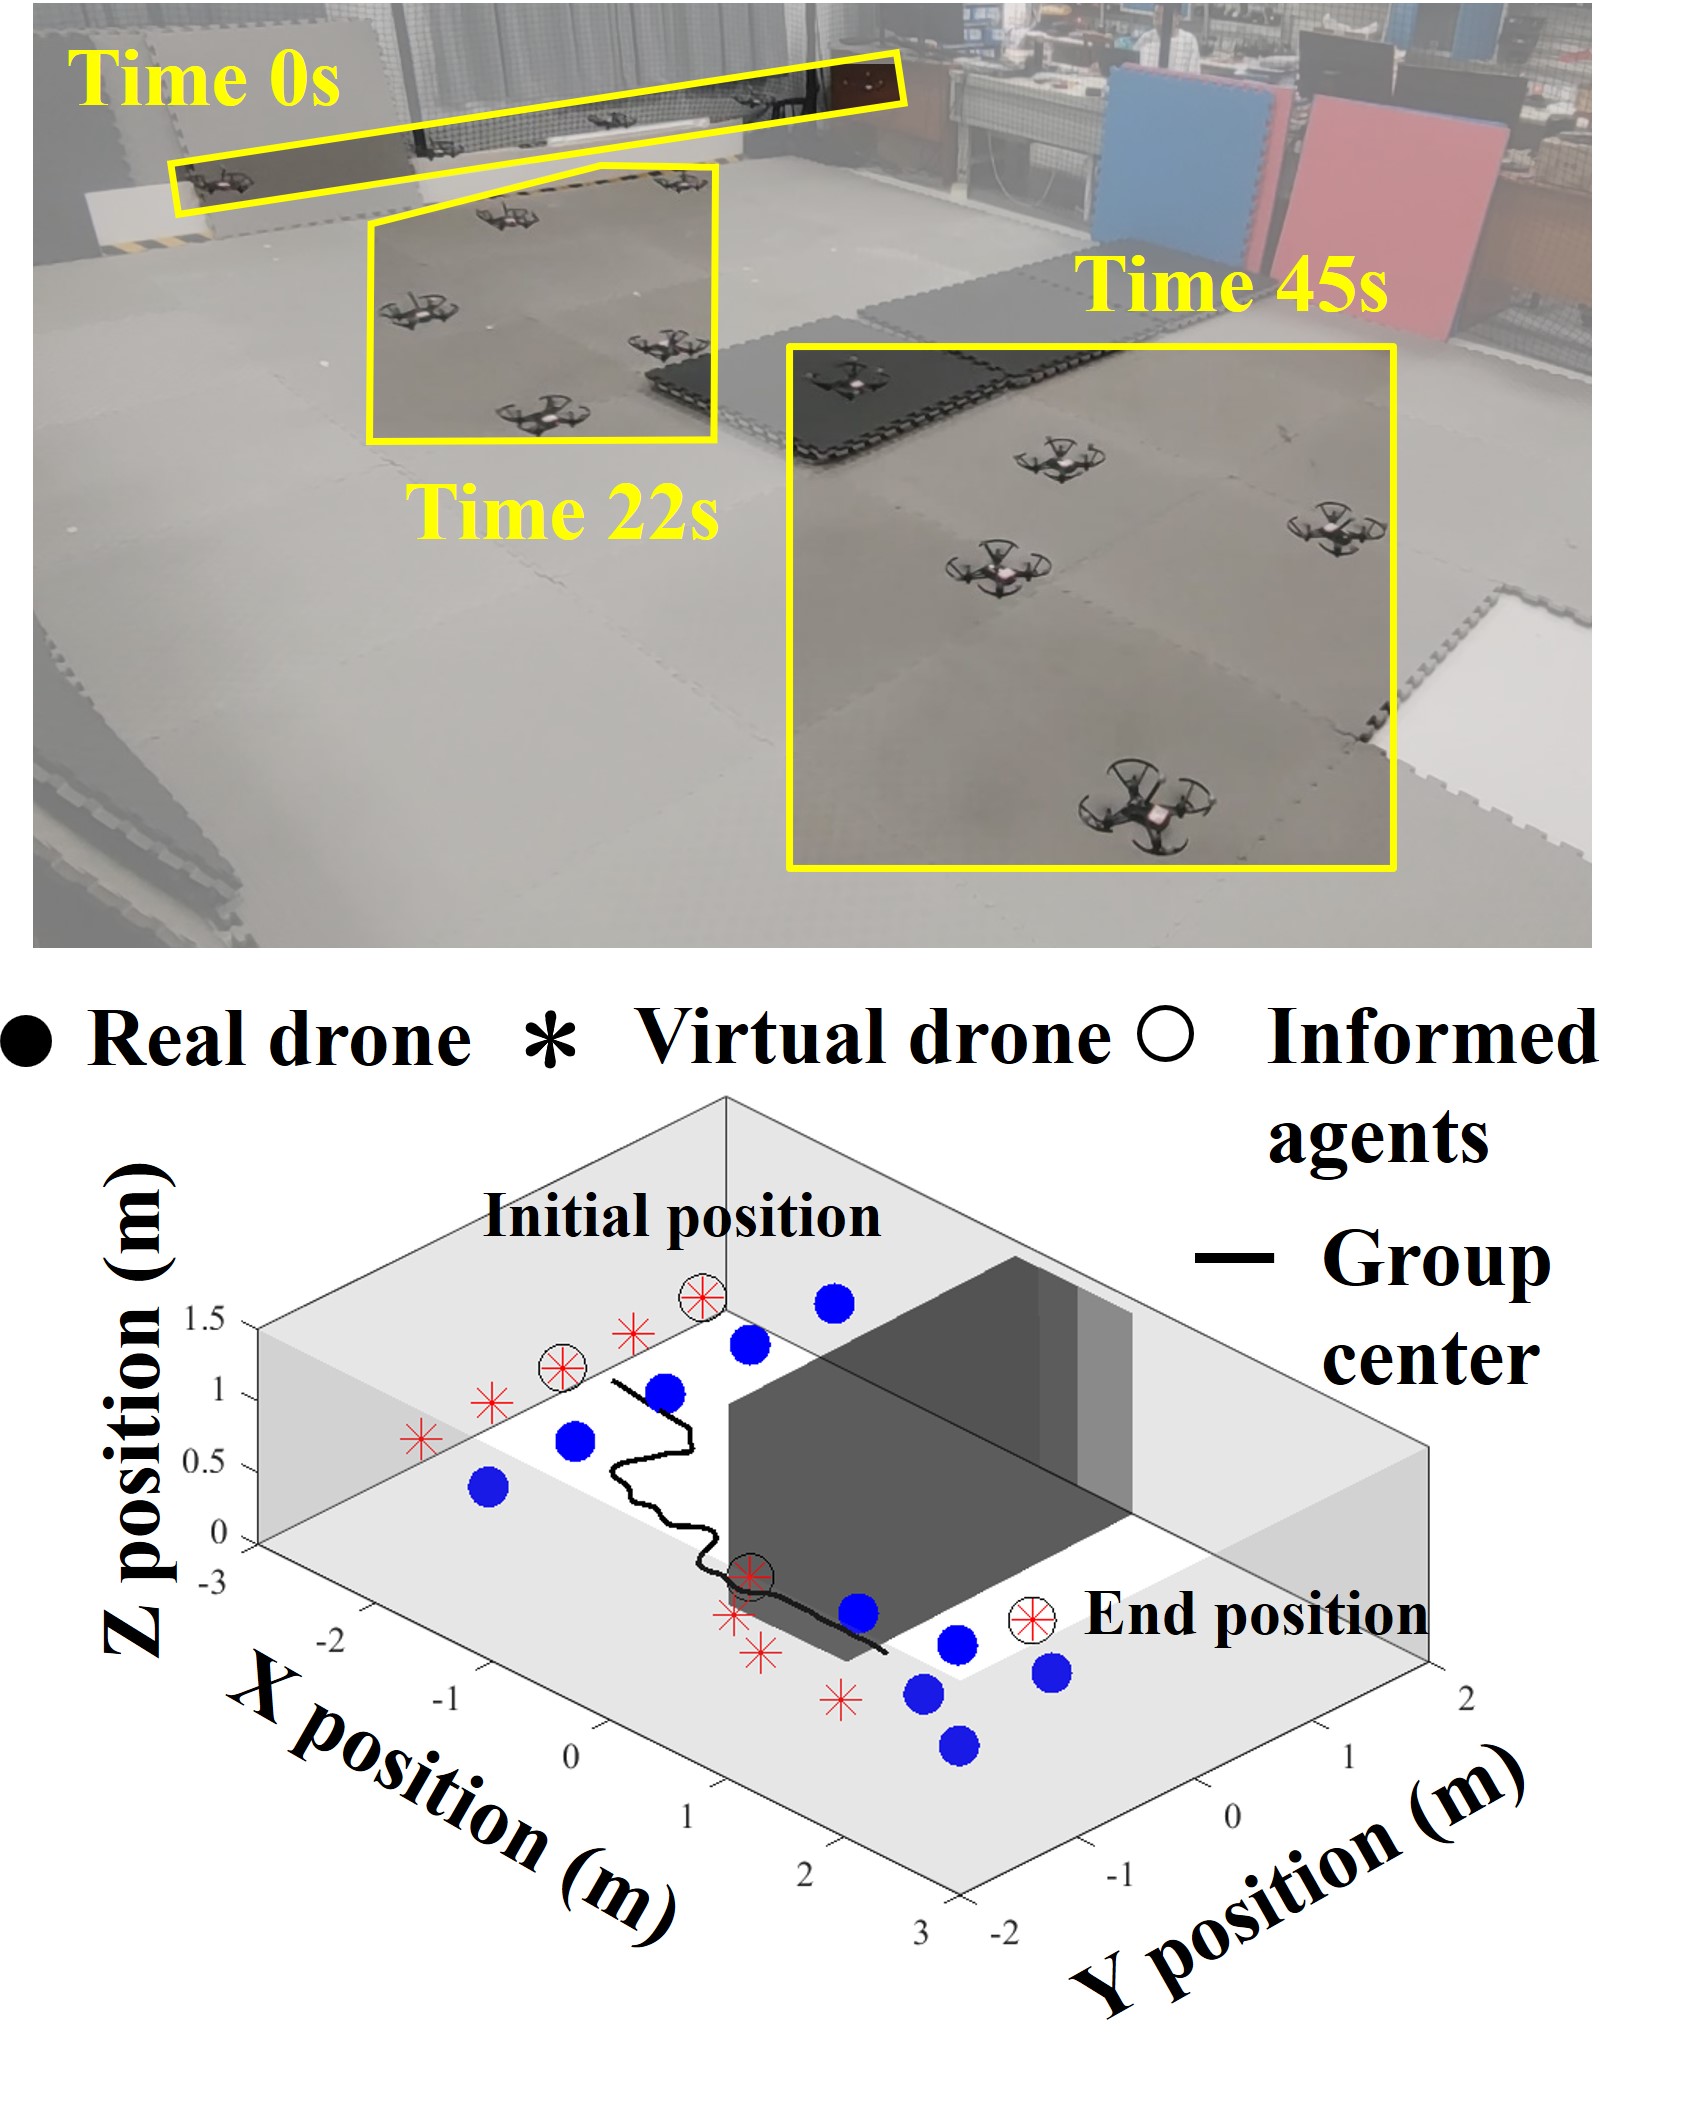 Time 0s
Time 45s
Time 22s
Real drone
Virtual drone
Informed
agents
Group
center
Initial position
End position
Z position (m)
1.5
1
0.5
0
-3
-2
-1
0
1
2
3
X position (m)
-2
-1
0
1
2
Y position (m)